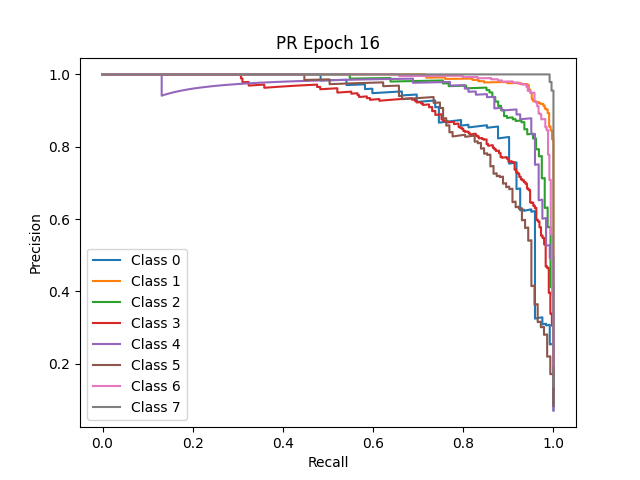 PR Epoch 16
Precision
1.0
0.8
0.6
0.4
0.2
Class 0
Class 1
Class 2
Class 3
Class 4
Class 5
Class 6
Class 7
0.0 0.2 0.4 0.6 0.8 1.0
Recall